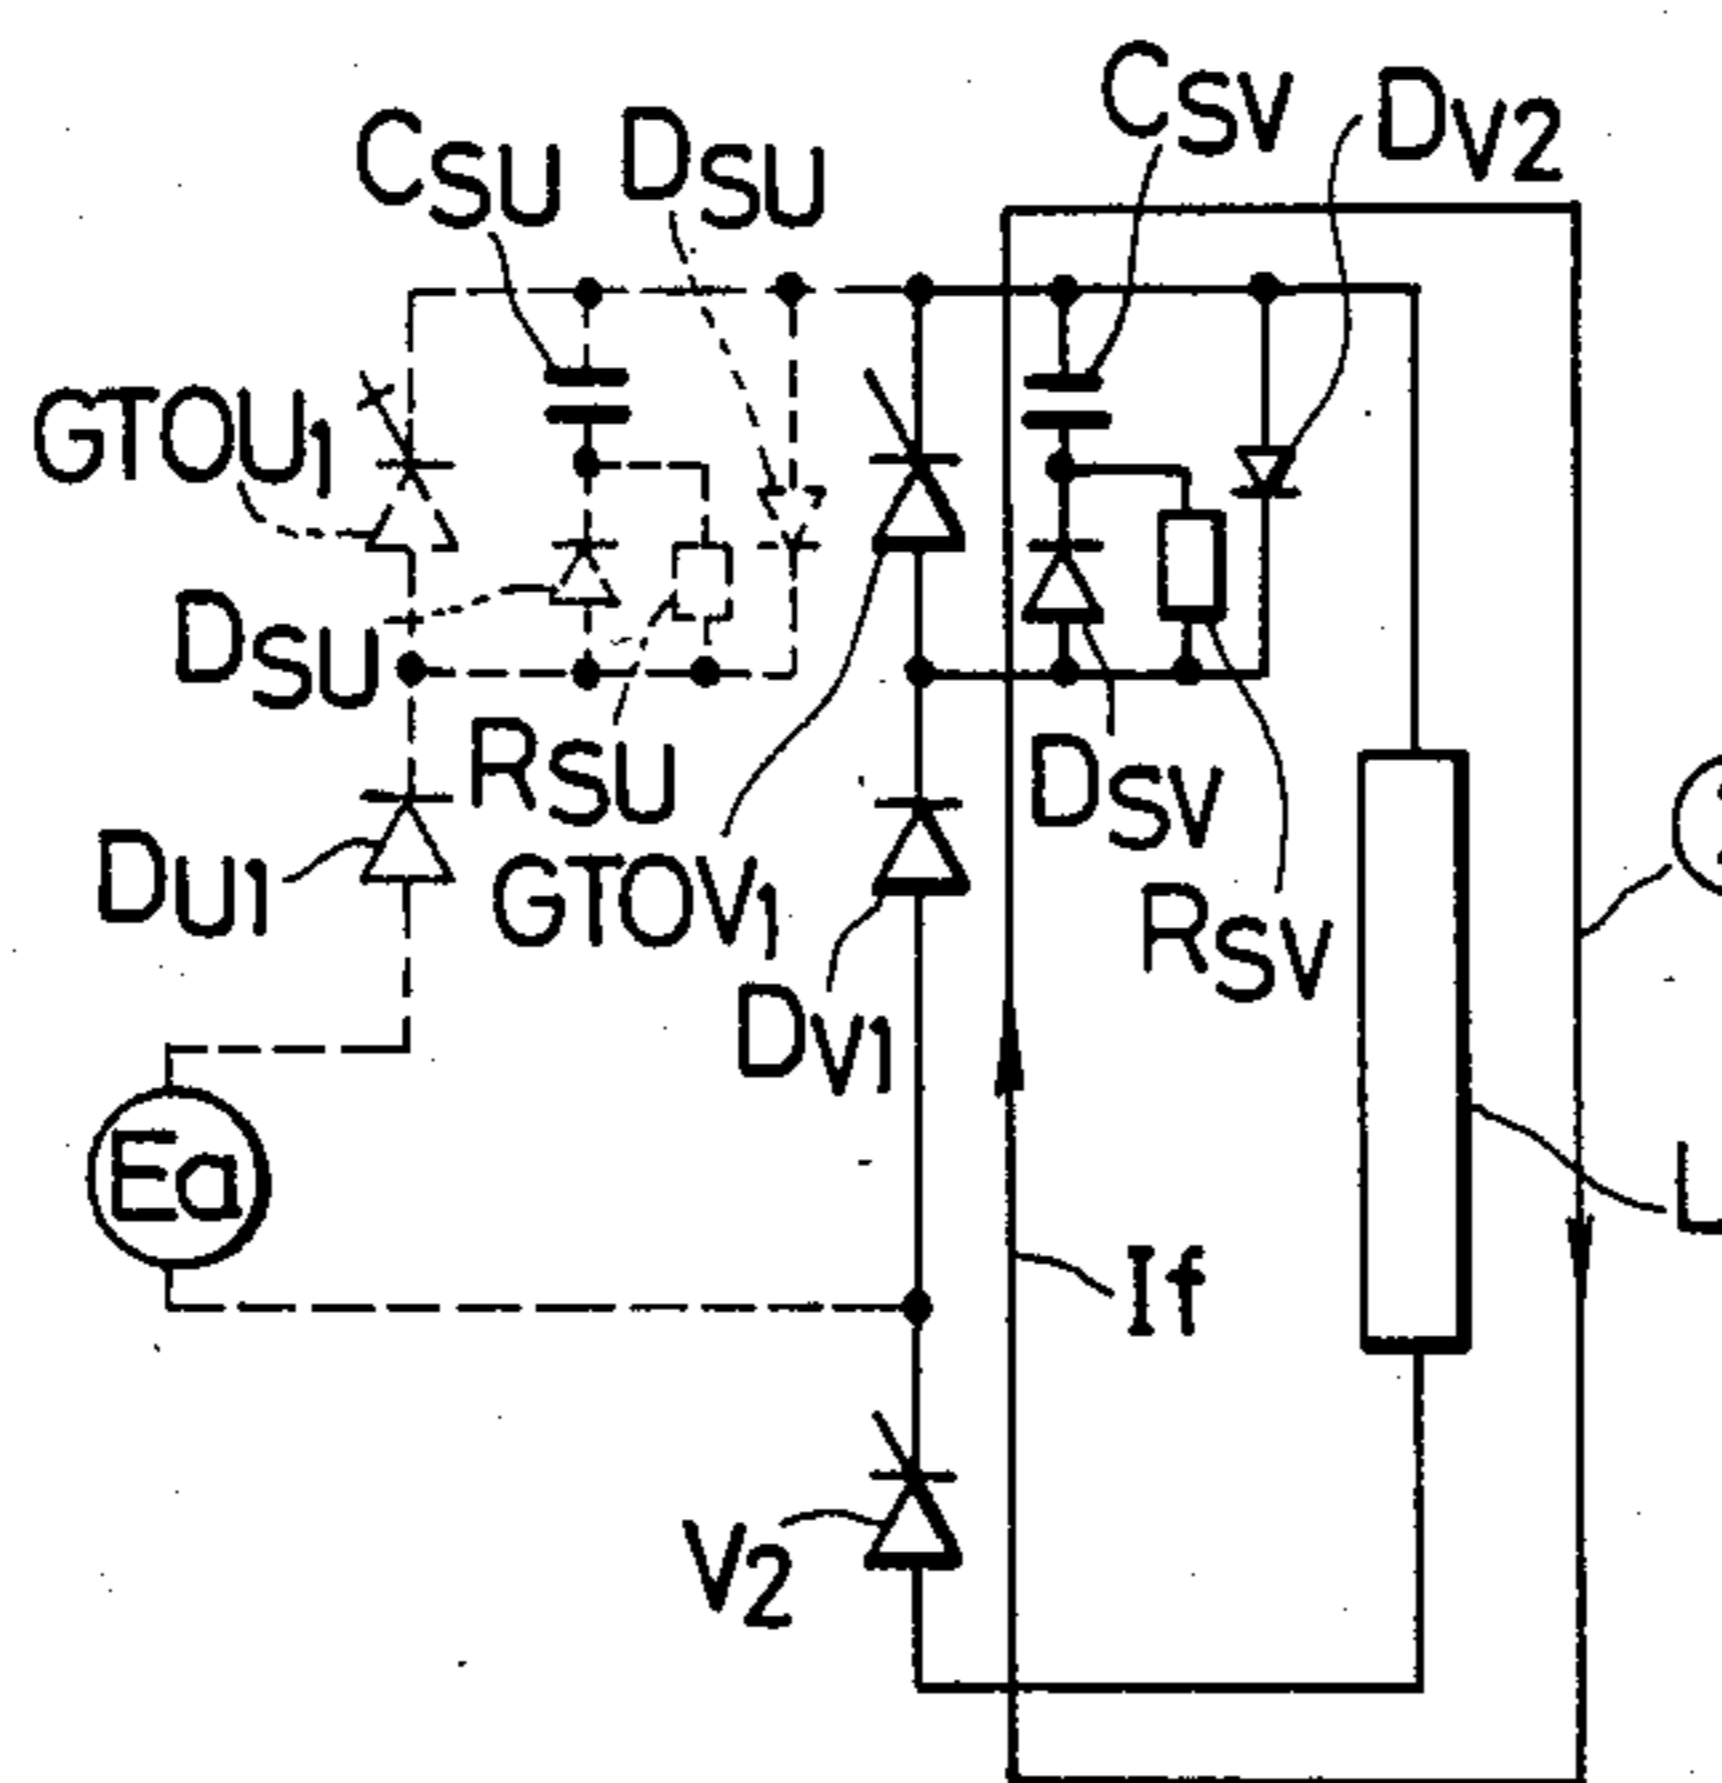 CSU
DSU
CSV
DV2
GTOU1
DSU
RSU
DSV
DU1
GTOV1
RSV
DV1
Ea
L
If
V2